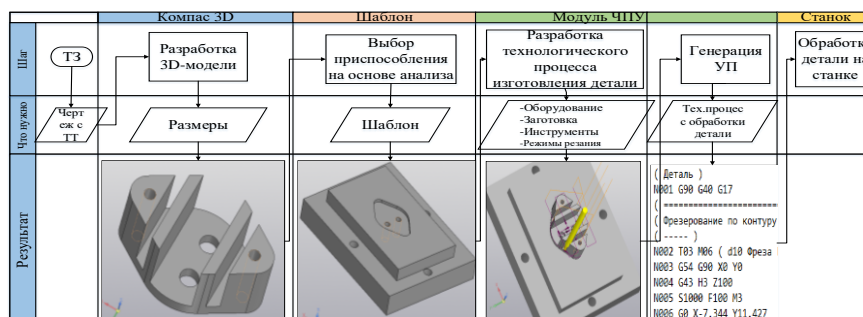 Компас 3D
Шаблон
Модуль ЧПУ
Станок
Шаг
ТЗ
Разработка
3D-модели
Выбор
приспособления
на основе анализа
Разработка
технологического
процесса
изготовления детали
Генерация
УП
Обработка
детали на
станке
Что нужно
Черт
еж с
ТТ
Размеры
Шаблон
-Оборудование
-Заготовка
-Инструменты
-Режимы резания
Тех.процес
с обработки
детали
Результат
( Деталь )
N001 G90 G40 G17
( ========================
( Фрезерование по контуру
( ----- )
N002 T03 M06 ( d10 Фреза
N003 G54 G90 X0 Y0
N004 G43 H3 Z100
N005 S1000 F100 M3
N006 G0 X-7.344 Y11.427